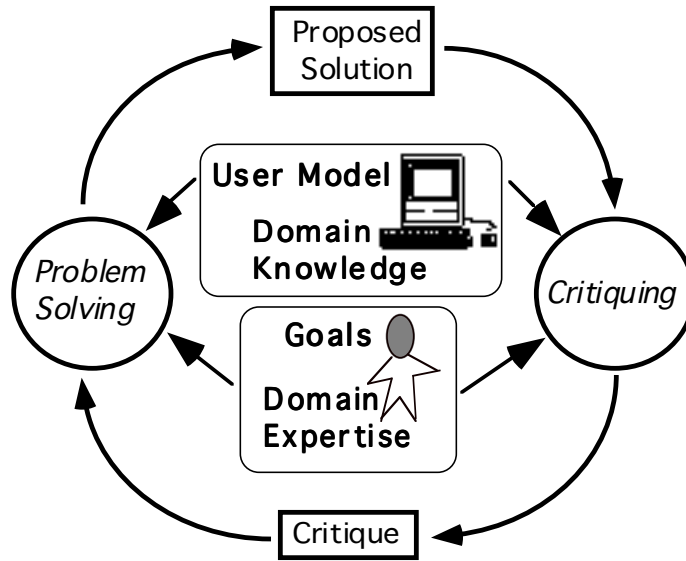 Proposed
Solution
User Model
Domain
Knowledge
Problem
Solving
Critiquing
Goals
Domain
Expertise
Critique